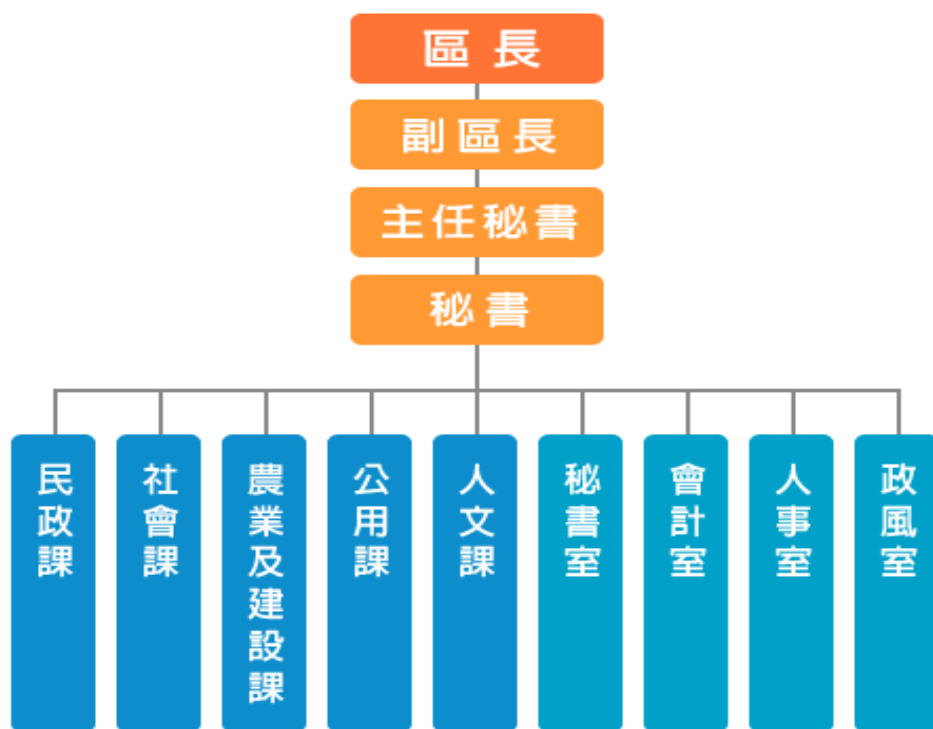 區長
副區長
主任秘書
秘書
民政課
社會課
農業及建設課
公用課
人文課
秘書室
會計室
人事室
政風室